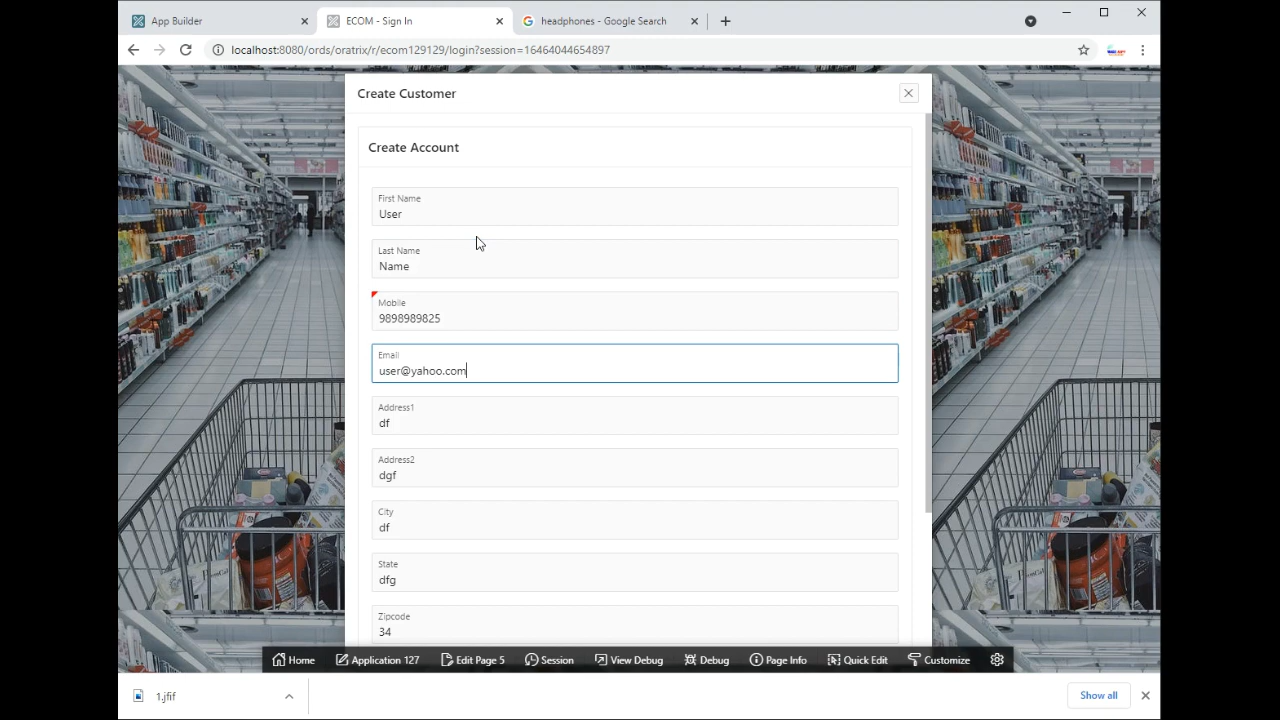 App Builder
ECOM - Sign In
headphones - Google Search
localhost:8080/ords/oratrix/r/ecom129129/login?session=16464044654897
Create Customer
Create Account
First Name
User
Last Name
Name
Mobile
9898989825
Email
user@yahoo.com
Address1
df
Address2
dgf
City
df
State
dfg
Zipcode
34
Home
Application 127
Edit Page 5
Session
View Debug
Debug
Page Info
Quick Edit
Customize
1.jfif
Show all